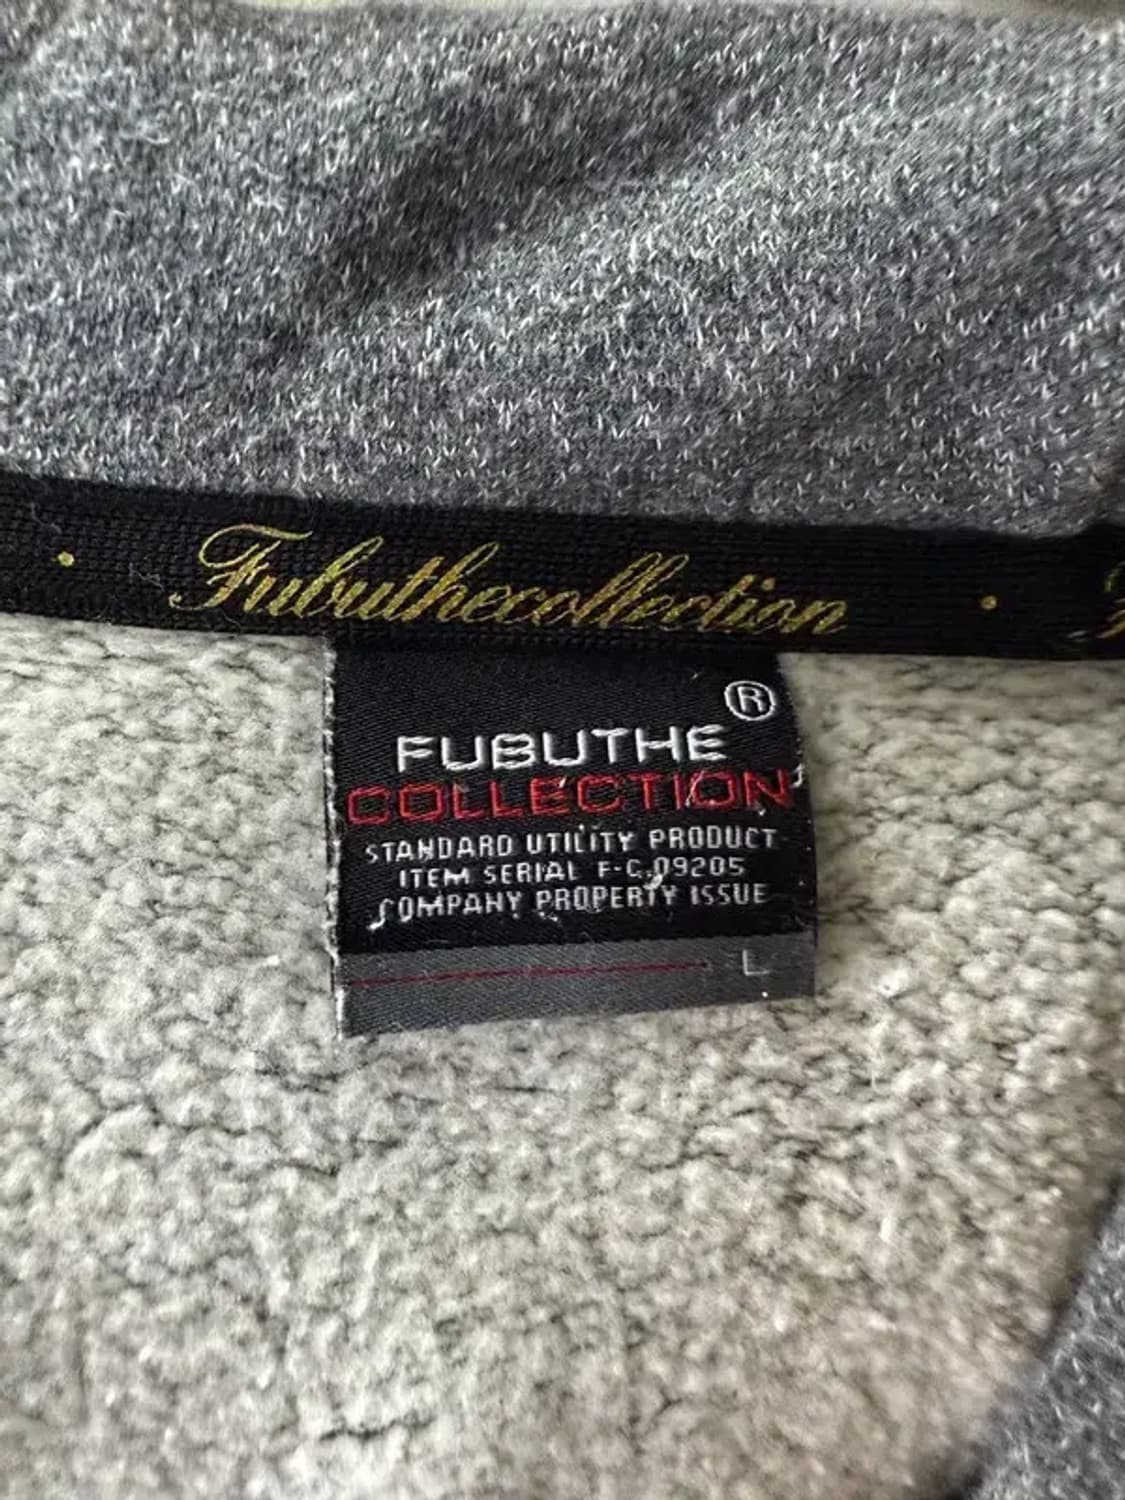 Fubuthecollection
®
FUBUTHE
COLLECTION
STANDARD UTILITY PRODUCT
ITEM SERIAL F-C.09205
COMPANY PROPERTY ISSUE
L